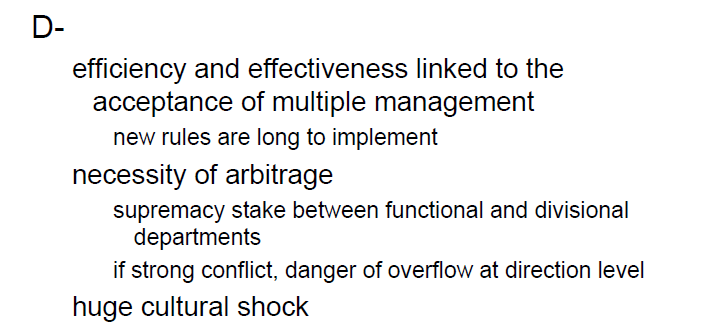 D-
efficiency and effectiveness linked to the
acceptance of multiple management
new rules are long to implement
necessity of arbitrage
supremacy stake between functional and divisional
departments
if strong conflict, danger of overflow at direction level
huge cultural shock